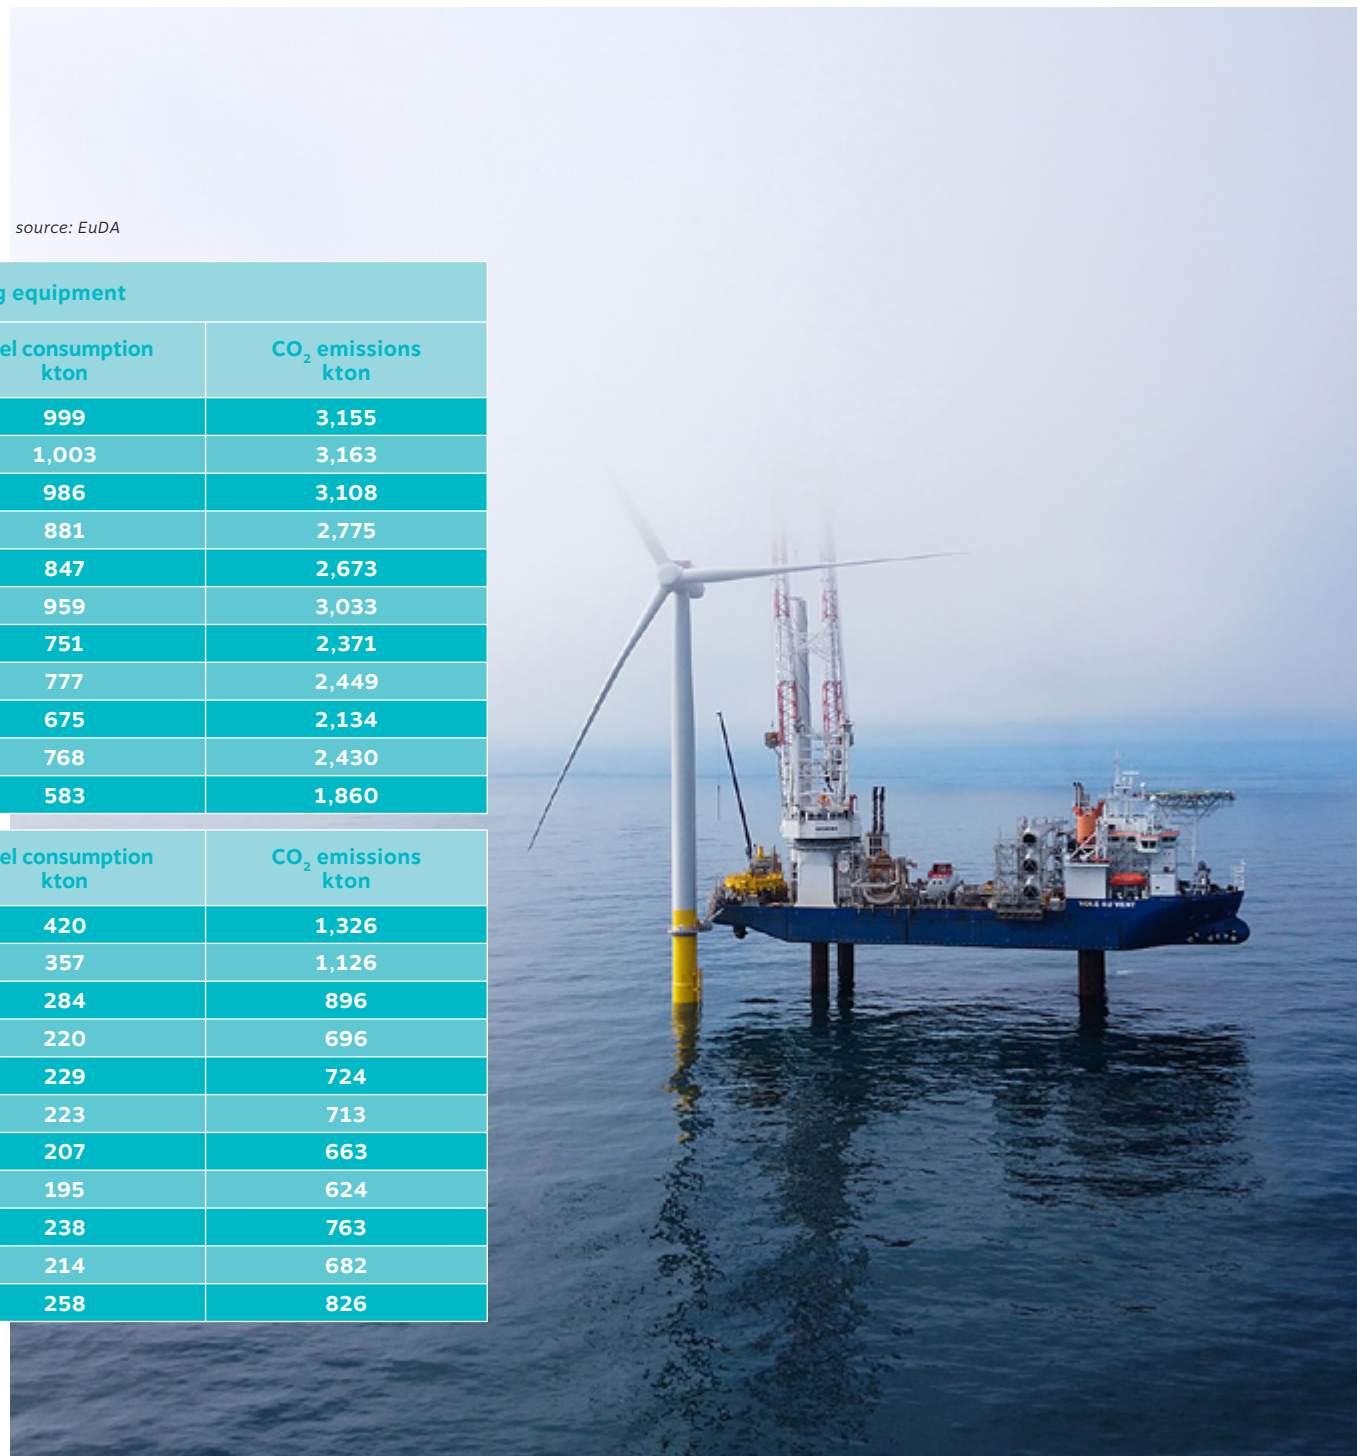 source: EuDA
g equipment
el consumption
kton
CO₂ emissions
kton
999 3,155
1,003 3,163
986 3,108
881 2,775
847 2,673
959 3,033
751 2,371
777 2,449
675 2,134
768 2,430
583 1,860
el consumption
kton
CO₂ emissions
kton
420 1,326
357 1,126
284 896
220 696
229 724
223 713
207 663
195 624
238 763
214 682
258 826
VOLE AU VENT